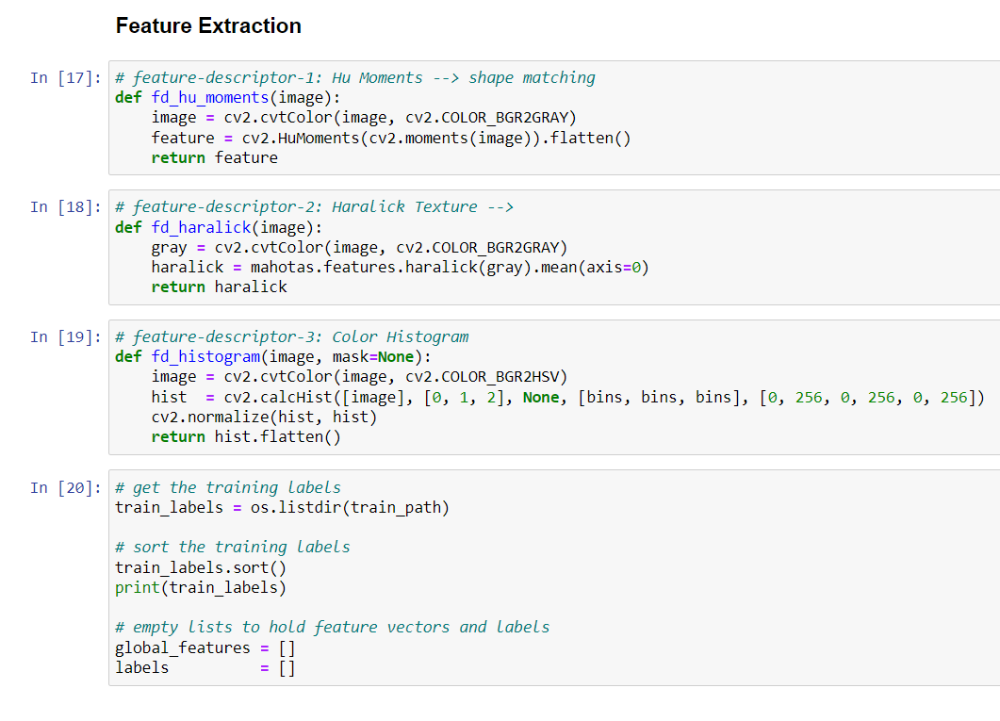 Feature Extraction
In [17]: # feature-descriptor-1: Hu Moments --> shape matching
def fd_hu_moments(image):
    image = cv2.cvtColor(image, cv2.COLOR_BGR2GRAY)
    feature = cv2.HuMoments(cv2.moments(image)).flatten()
    return feature
In [18]: # feature-descriptor-2: Haralick Texture -->
def fd_haralick(image):
    gray = cv2.cvtColor(image, cv2.COLOR_BGR2GRAY)
    haralick = mahotas.features.haralick(gray).mean(axis=0)
    return haralick
In [19]: # feature-descriptor-3: Color Histogram
def fd_histogram(image, mask=None):
    image = cv2.cvtColor(image, cv2.COLOR_BGR2HSV)
    hist  = cv2.calcHist([image], [0, 1, 2], None, [bins, bins, bins], [0, 256, 0, 256, 0, 256])
    cv2.normalize(hist, hist)
    return hist.flatten()
In [20]: # get the training labels
train_labels = os.listdir(train_path)
# sort the training labels
train_labels.sort()
print(train_labels)
# empty lists to hold feature vectors and labels
global_features = []
labels          = []